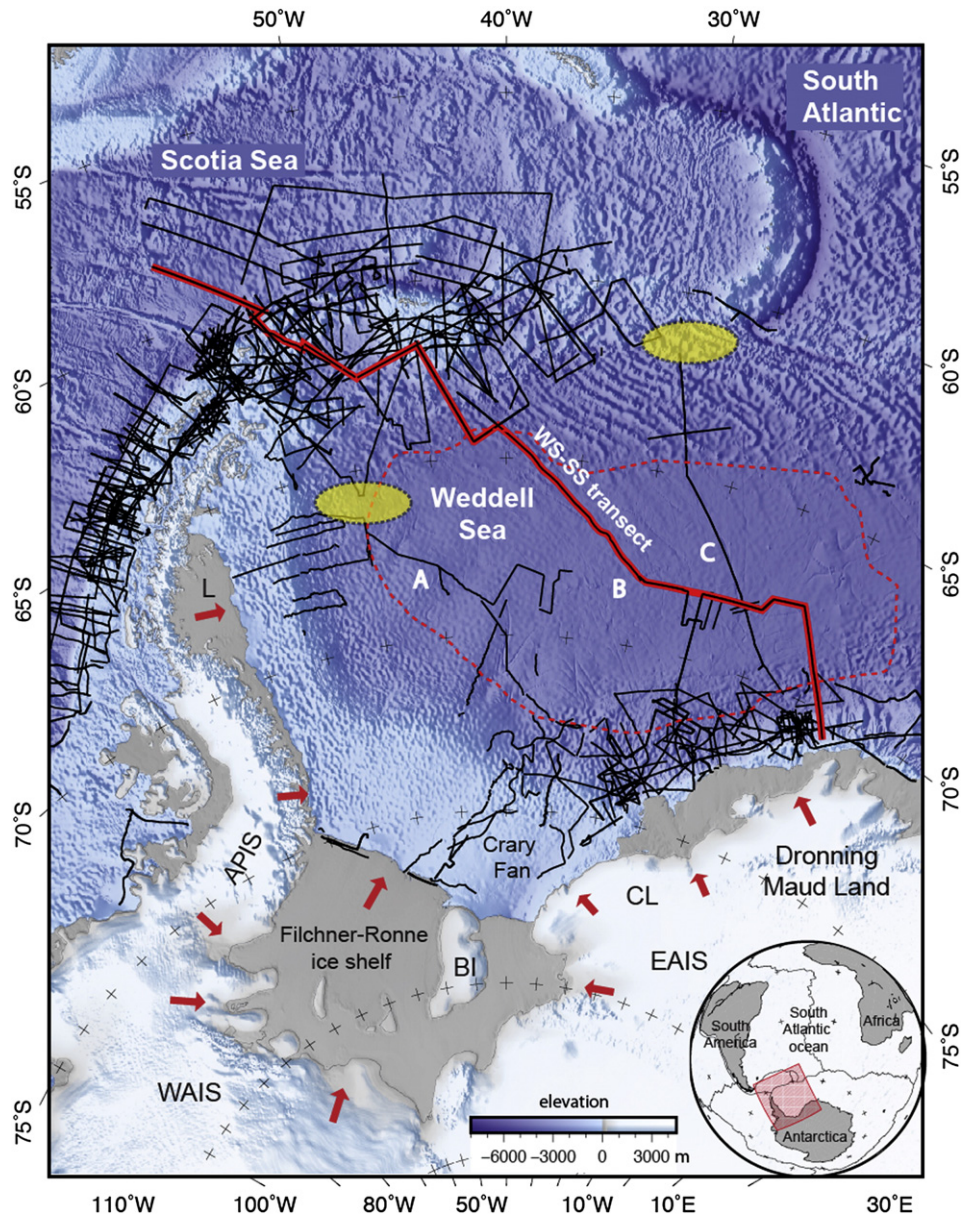 50°W 40°W 30°W
South
Atlantic
Scotia Sea
55°S 55°S
60°S 60°S
WS-SS transect
Weddell
Sea
A B C
65°S 65°S
L
70°S 70°S
APIS
Crary
Fan
Dronning
Maud Land
CL
Filchner-Ronne
ice shelf
BI
EAIS
WAIS
75°S 75°S
South
America
South
Atlantic
ocean
Africa
Antarctica
elevation
−6000 −3000 0 3000 m
110°W 100°W 80°W 50°W 10°W 10°E 30°E